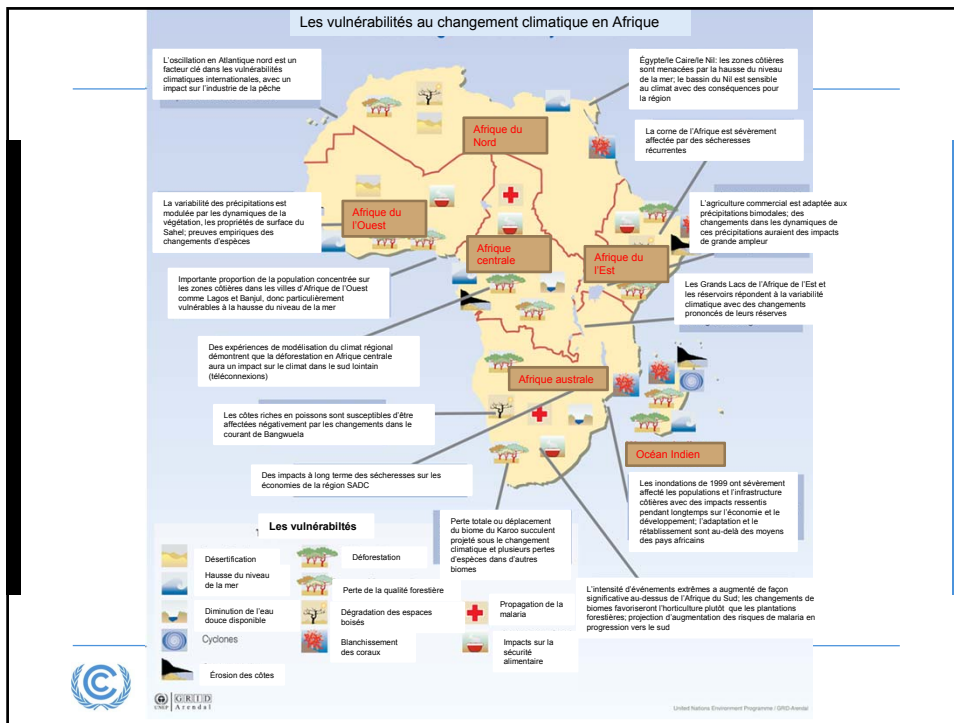 Les vulnérabilités au changement climatique en Afrique
L'oscillation en Atlantique nord est un
facteur clé dans les vulnérabilités
climatiques internationales, avec un
impact sur l'industrie de la pêche
Égypte/le Caire/le Nil: les zones côtières
sont menacées par la hausse du niveau
de la mer; le bassin du Nil est sensible
au climat avec des conséquences pour
la région
Afrique du
Nord
La corne de l'Afrique est sévèrement
affectée par des sécheresses
récurrentes
La variabilité des précipitations est
modulée par les dynamiques de la
végétation, les propriétés de surface du
Sahel; preuves empiriques des
changements d'espèces
Afrique du
l'Ouest
L'agriculture commercial est adaptée aux
précipitations bimodales; des
changements dans les dynamiques de
ces précipitations auraient des impacts
de grande ampleur
Afrique
centrale
Afrique du
l'Est
Importante proportion de la population concentrée sur
les zones côtières dans les villes d'Afrique de l'Ouest
comme Lagos et Banjul, donc particulièrement
vulnérables à la hausse du niveau de la mer
Les Grands Lacs de l'Afrique de l'Est et
les réservoirs répondent à la variabilité
climatique avec des changements
prononcés de leurs réserves
Des expériences de modélisation du climat régional
démontrent que la déforestation en Afrique centrale
aura un impact sur le climat dans le sud lointain
(téléconnexions)
Afrique australe
Les côtes riches en poissons sont susceptibles d'être
affectées négativement par les changements dans le
courant de Bangwuela
Océan Indien
Des impacts à long terme des sécheresses sur les
économies de la région SADC
Les inondations de 1999 ont sévèrement
affecté les populations et l'infrastructure
côtières avec des impacts ressentis
pendant longtemps sur l'économie et le
développement; l'adaptation et le
rétablissement sont au-delà des moyens
des pays africains
Perte totale ou déplacement
du biome du Karoo succulent
projeté sous le changement
climatique et plusieurs pertes
d'espèces dans d'autres
biomes
L'intensité d'événements extrêmes a augmenté de façon
significative au-dessus de l'Afrique du Sud; les changements de
biomes favoriseront l'horticulture plutôt que les plantations
forestières; projection d'augmentation des risques de malaria en
progression vers le sud
Les vulnérabiltés
Désertification
Hausse du niveau
de la mer
Diminution de l'eau
douce disponible
Cyclones
Érosion des côtes
Déforestation
Perte de la qualité forestière
Dégradation des espaces
boisés
Blanchissement
des coraux
Propagation de la
malaria
Impacts sur la
sécurité
alimentaire
UNEP
GRID
Arendal
United Nations Environment Programme / GRID Arendal